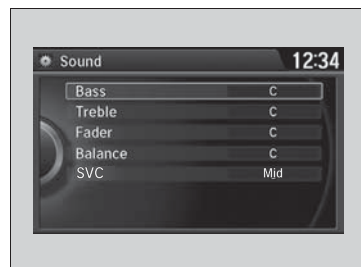 Sound 12:34
Bass C
Treble C
Fader C
Balance C
SVC Mid